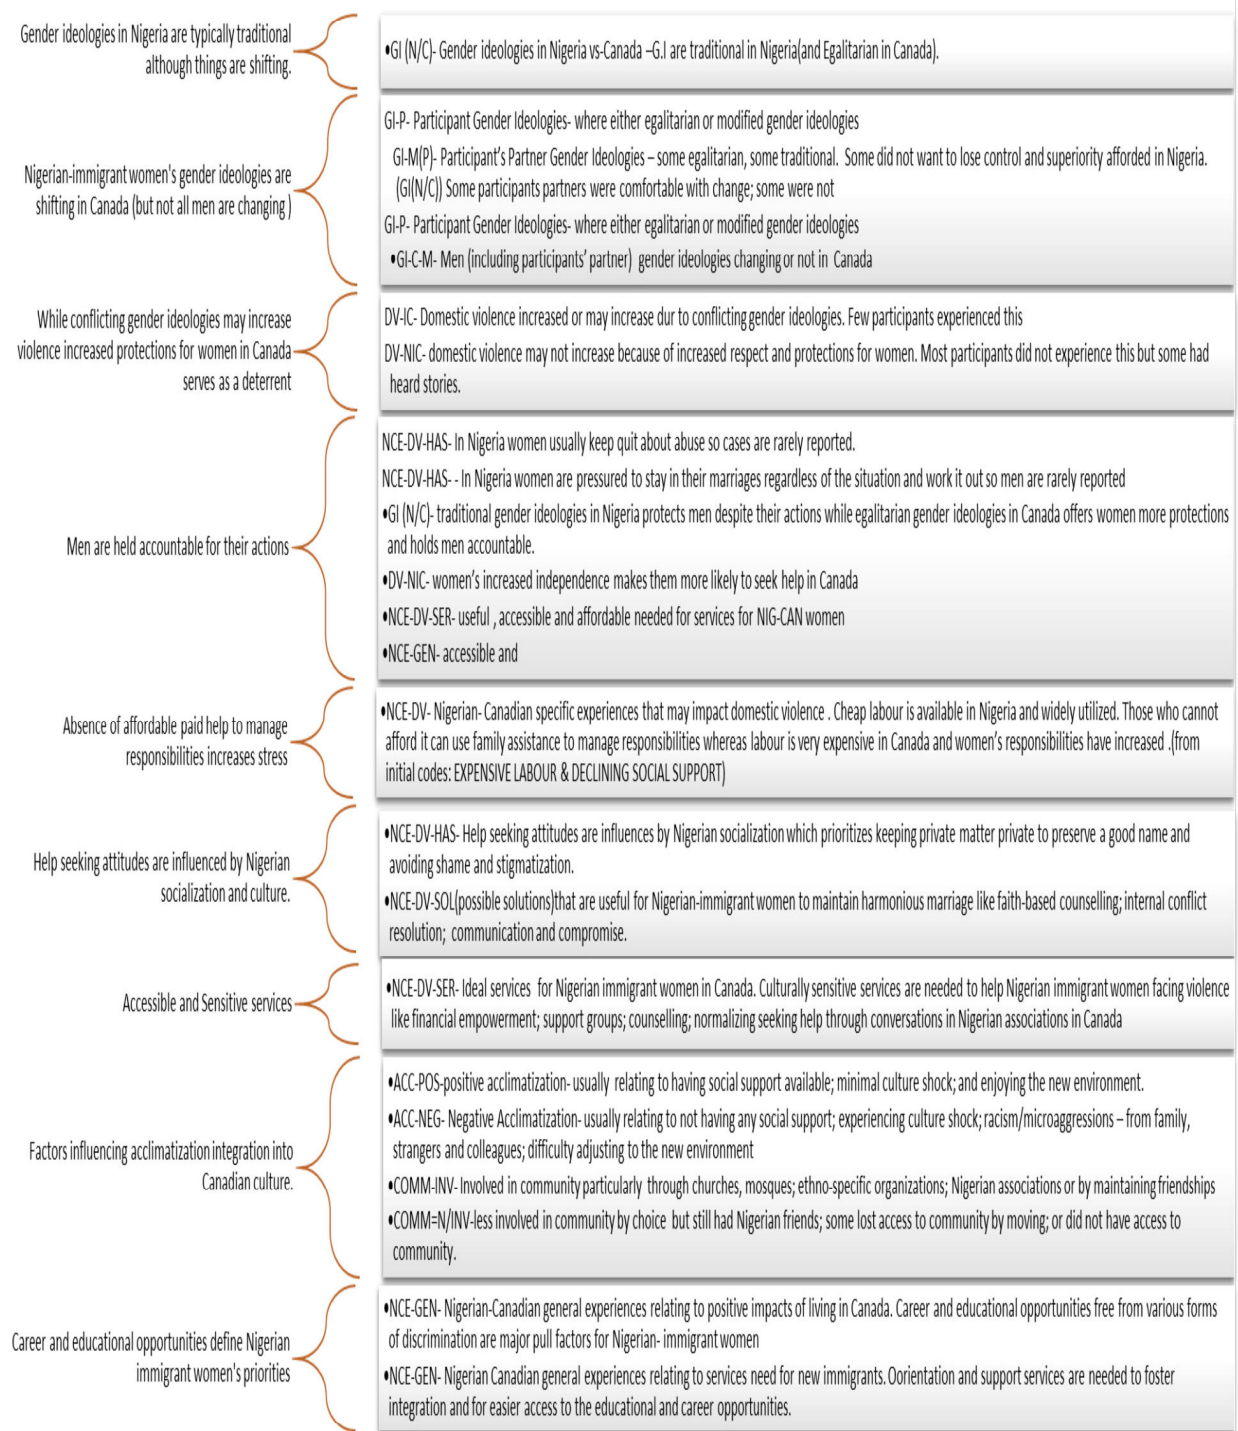 Gender ideologies in Nigeria are typically traditional
although things are shifting.
•GI (N/C)- Gender ideologies in Nigeria vs-Canada –G.I are traditional in Nigeria(and Egalitarian in Canada).
Nigerian-immigrant women's gender ideologies are
shifting in Canada (but not all men are changing )
GI-P- Participant Gender Ideologies- where either egalitarian or modified gender ideologies
GI-M(P)- Participant's Partner Gender Ideologies – some egalitarian, some traditional. Some did not want to lose control and superiority afforded in Nigeria.
(GI(N/C)) Some participants partners were comfortable with change; some were not
GI-P- Participant Gender Ideologies- where either egalitarian or modified gender ideologies
•GI-C-M- Men (including participants' partner) gender ideologies changing or not in Canada
While conflicting gender ideologies may increase
violence increased protections for women in Canada
serves as a deterrent
DV-IC- Domestic violence increased or may increase dur to conflicting gender ideologies. Few participants experienced this
DV-NIC- domestic violence may not increase because of increased respect and protections for women. Most participants did not experience this but some had
heard stories.
Men are held accountable for their actions
NCE-DV-HAS- In Nigeria women usually keep quit about abuse so cases are rarely reported.
NCE-DV-HAS- - In Nigeria women are pressured to stay in their marriages regardless of the situation and work it out so men are rarely reported
•GI (N/C)- traditional gender ideologies in Nigeria protects men despite their actions while egalitarian gender ideologies in Canada offers women more protections
and holds men accountable.
•DV-NIC- women's increased independence makes them more likely to seek help in Canada
•NCE-DV-SER- useful , accessible and affordable needed for services for NIG-CAN women
•NCE-GEN- accessible and
Absence of affordable paid help to manage
responsibilities increases stress
•NCE-DV- Nigerian- Canadian specific experiences that may impact domestic violence . Cheap labour is available in Nigeria and widely utilized. Those who cannot
afford it can use family assistance to manage responsibilities whereas labour is very expensive in Canada and women's responsibilities have increased .(from
initial codes: EXPENSIVE LABOUR & DECLINING SOCIAL SUPPORT)
Help seeking attitudes are influenced by Nigerian
socialization and culture.
•NCE-DV-HAS- Help seeking attitudes are influences by Nigerian socialization which prioritizes keeping private matter private to preserve a good name and
avoiding shame and stigmatization.
•NCE-DV-SOL(possible solutions)that are useful for Nigerian-immigrant women to maintain harmonious marriage like faith-based counselling; internal conflict
resolution; communication and compromise.
Accessible and Sensitive services
•NCE-DV-SER- Ideal services for Nigerian immigrant women in Canada. Culturally sensitive services are needed to help Nigerian immigrant women facing violence
like financial empowerment; support groups; counselling; normalizing seeking help through conversations in Nigerian associations in Canada
Factors influencing acclimatization integration into
Canadian culture.
•ACC-POS-positive acclimatization- usually relating to having social support available; minimal culture shock; and enjoying the new environment.
•ACC-NEG- Negative Acclimatization- usually relating to not having any social support; experiencing culture shock; racism/microaggressions – from family,
strangers and colleagues; difficulty adjusting to the new environment
•COMM-INV- Involved in community particularly through churches, mosques; ethno-specific organizations; Nigerian associations or by maintaining friendships
•COMM=N/INV-less involved in community by choice but still had Nigerian friends; some lost access to community by moving; or did not have access to
community.
Career and educational opportunities define Nigerian
immigrant women's priorities
•NCE-GEN- Nigerian-Canadian general experiences relating to positive impacts of living in Canada. Career and educational opportunities free from various forms
of discrimination are major pull factors for Nigerian- immigrant women
•NCE-GEN- Nigerian Canadian general experiences relating to services need for new immigrants. Oorientation and support services are needed to foster
integration and for easier access to the educational and career opportunities.